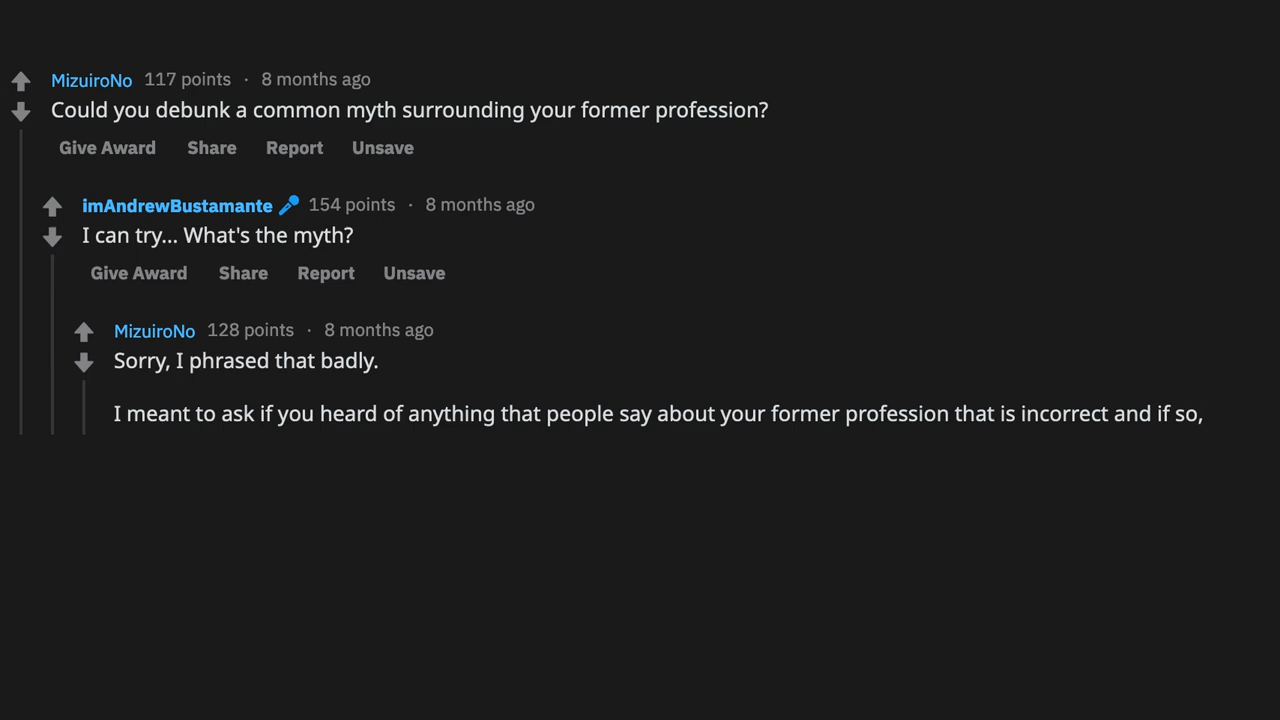 MizuiroNo 117 points · 8 months ago
Could you debunk a common myth surrounding your former profession?
Give Award Share Report Unsave
imAndrewBustamante 154 points · 8 months ago
I can try... What's the myth?
Give Award Share Report Unsave
MizuiroNo 128 points · 8 months ago
Sorry, I phrased that badly.
I meant to ask if you heard of anything that people say about your former profession that is incorrect and if so,